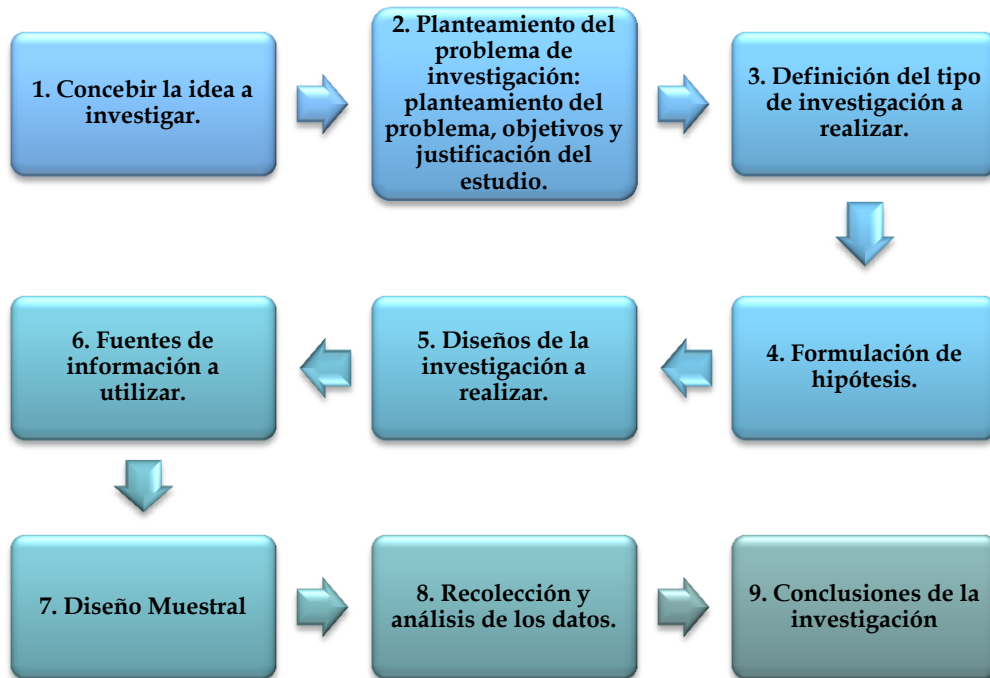 1. Concebir la idea a
investigar.
2. Planteamiento del
problema de
investigación:
planteamiento del
problema, objetivos y
justificación del
estudio.
3. Definición del tipo
de investigación a
realizar.
4. Formulación de
hipótesis.
5. Diseños de la
investigación a
realizar.
6. Fuentes de
información a
utilizar.
7. Diseño Muestral
8. Recolección y
análisis de los datos.
9. Conclusiones de la
investigación